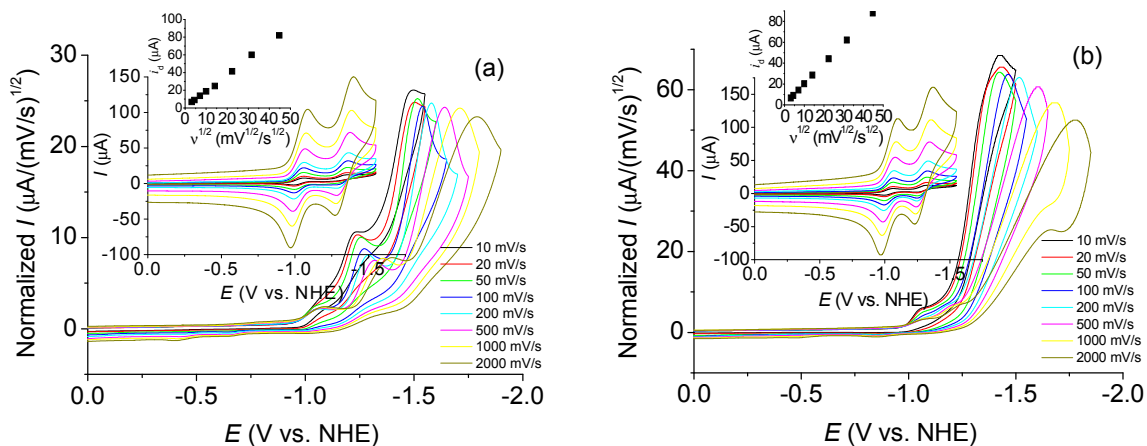 (a)
Normalized I (µA/(mV/s)^1/2)
30
20
10
0
0.0 -0.5 -1.0 -1.5 -2.0
E (V vs. NHE)
i_d (µA)
100
80
60
40
20
0
0 10 20 30 40 50
ν^1/2 (mV^1/2/s^1/2)
I (µA)
150
100
50
0
-50
-100
0.0 -0.5 -1.0 -1.5
E (V vs. NHE)
10 mV/s
20 mV/s
50 mV/s
100 mV/s
200 mV/s
500 mV/s
1000 mV/s
2000 mV/s
(b)
Normalized I (µA/(mV/s)^1/2)
60
40
20
0
0.0 -0.5 -1.0 -1.5 -2.0
E (V vs. NHE)
i_d (µA)
80
60
40
20
0
0 10 20 30 40 50
ν^1/2 (mV^1/2/s^1/2)
I (µA)
150
100
50
0
-50
-100
0.0 -0.5 -1.0 -1.5
E (V vs. NHE)
10 mV/s
20 mV/s
50 mV/s
100 mV/s
200 mV/s
500 mV/s
1000 mV/s
2000 mV/s